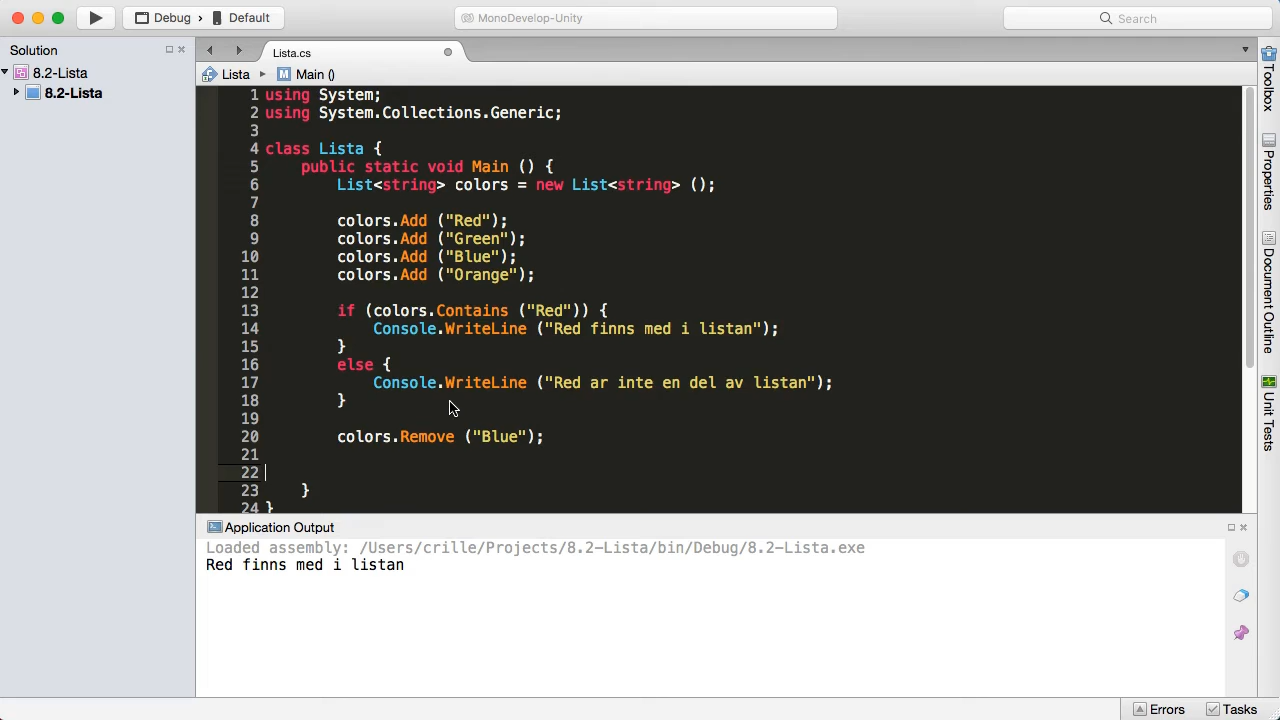 Debug › Default
MonoDevelop-Unity
Search
Solution
8.2-Lista
8.2-Lista
Lista.cs
Lista Main ()
1 using System;
2 using System.Collections.Generic;
3
4 class Lista {
5 public static void Main () {
6 List<string> colors = new List<string> ();
7
8 colors.Add ("Red");
9 colors.Add ("Green");
10 colors.Add ("Blue");
11 colors.Add ("Orange");
12
13 if (colors.Contains ("Red")) {
14 Console.WriteLine ("Red finns med i listan");
15 }
16 else {
17 Console.WriteLine ("Red ar inte en del av listan");
18 }
19
20 colors.Remove ("Blue");
21
22
23 }
24 }
Application Output
Loaded assembly: /Users/crille/Projects/8.2-Lista/bin/Debug/8.2-Lista.exe
Red finns med i listan
Toolbox
Properties
Document Outline
Unit Tests
Errors Tasks